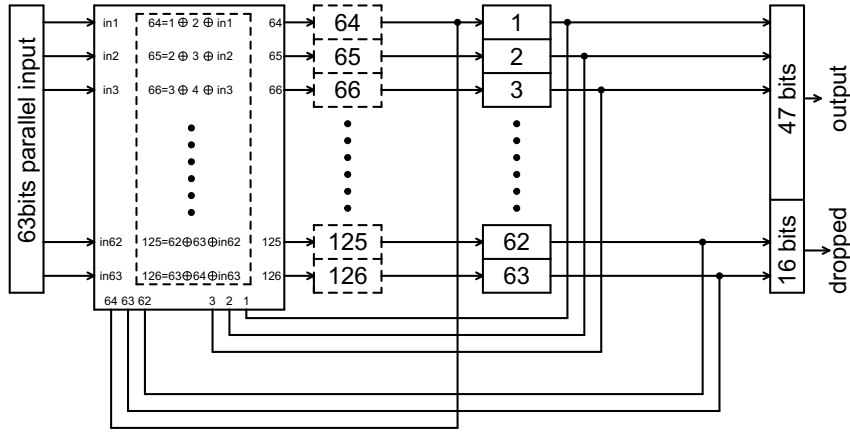 63bits parallel input
in1 64=1 ⊕ 2 ⊕ in1 64
in2 65=2 ⊕ 3 ⊕ in2 65
in3 66=3 ⊕ 4 ⊕ in3 66
in62 125=62⊕63⊕in62 125
in63 126=63⊕64⊕in63 126
64 63 62 3 2 1
64
65
66
125
126
1
2
3
62
63
47 bits
16 bits
output
dropped